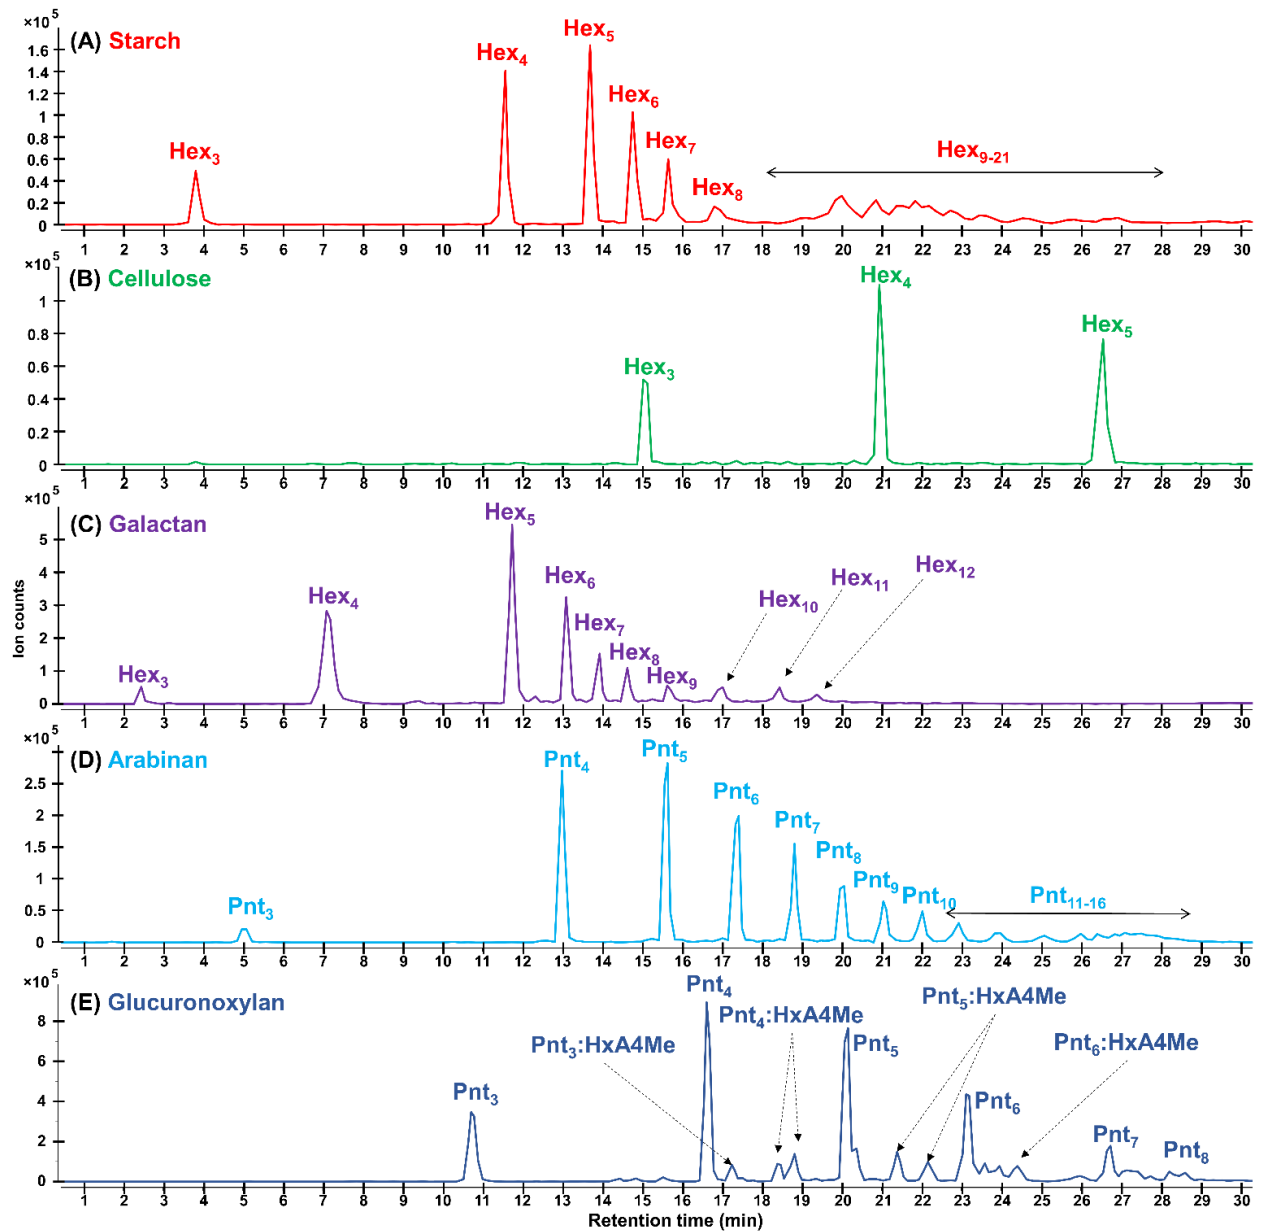 ×10⁵
(A) Starch
Hex₃
Hex₄
Hex₅
Hex₆
Hex₇
Hex₈
Hex₉₋₂₁
1.6
1.4
1.2
1
0.8
0.6
0.4
0.2
0
1 2 3 4 5 6 7 8 9 10 11 12 13 14 15 16 17 18 19 20 21 22 23 24 25 26 27 28 29 30
×10⁵
(B) Cellulose
Hex₃
Hex₄
Hex₅
1
0.8
0.6
0.4
0.2
0
1 2 3 4 5 6 7 8 9 10 11 12 13 14 15 16 17 18 19 20 21 22 23 24 25 26 27 28 29 30
×10⁵
(C) Galactan
Hex₃
Hex₄
Hex₅
Hex₆
Hex₇
Hex₈
Hex₉
Hex₁₀
Hex₁₁
Hex₁₂
5
4
3
2
1
0
Ion counts
1 2 3 4 5 6 7 8 9 10 11 12 13 14 15 16 17 18 19 20 21 22 23 24 25 26 27 28 29 30
×10⁵
(D) Arabinan
Pnt₃
Pnt₄
Pnt₅
Pnt₆
Pnt₇
Pnt₈
Pnt₉
Pnt₁₀
Pnt₁₁₋₁₆
2.5
2
1.5
1
0.5
0
1 2 3 4 5 6 7 8 9 10 11 12 13 14 15 16 17 18 19 20 21 22 23 24 25 26 27 28 29 30
×10⁵
(E) Glucuronoxylan
Pnt₃
Pnt₃:HxA4Me
Pnt₄
Pnt₄:HxA4Me
Pnt₅
Pnt₅:HxA4Me
Pnt₆
Pnt₆:HxA4Me
Pnt₇
Pnt₈
8
6
4
2
0
1 2 3 4 5 6 7 8 9 10 11 12 13 14 15 16 17 18 19 20 21 22 23 24 25 26 27 28 29 30
Retention time (min)